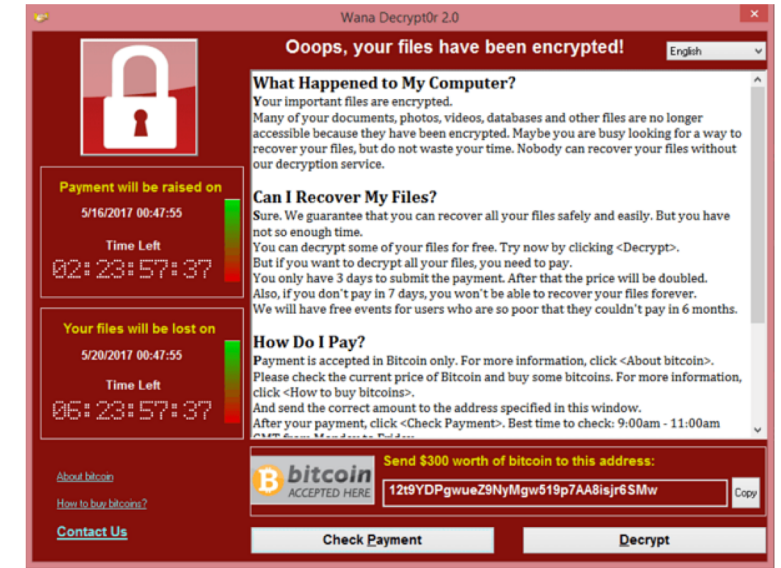 Wana Decrypt0r 2.0
Ooops, your files have been encrypted!
English
What Happened to My Computer?
Your important files are encrypted.
Many of your documents, photos, videos, databases and other files are no longer
accessible because they have been encrypted. Maybe you are busy looking for a way to
recover your files, but do not waste your time. Nobody can recover your files without
our decryption service.
Can I Recover My Files?
Sure. We guarantee that you can recover all your files safely and easily. But you have
not so enough time.
You can decrypt some of your files for free. Try now by clicking <Decrypt>.
But if you want to decrypt all your files, you need to pay.
You only have 3 days to submit the payment. After that the price will be doubled.
Also, if you don't pay in 7 days, you won't be able to recover your files forever.
We will have free events for users who are so poor that they couldn't pay in 6 months.
How Do I Pay?
Payment is accepted in Bitcoin only. For more information, click <About bitcoin>.
Please check the current price of Bitcoin and buy some bitcoins. For more information,
click <How to buy bitcoins>.
And send the correct amount to the address specified in this window.
After your payment, click <Check Payment>. Best time to check: 9:00am - 11:00am
GMT from Monday to Friday.
Payment will be raised on
5/16/2017 00:47:55
Time Left
02:23:57:37
Your files will be lost on
5/20/2017 00:47:55
Time Left
06:23:57:37
About bitcoin
How to buy bitcoins?
Contact Us
bitcoin
ACCEPTED HERE
Send $300 worth of bitcoin to this address:
12t9YDPgwueZ9NyMgw519p7AA8isjr6SMw
Copy
Check Payment
Decrypt